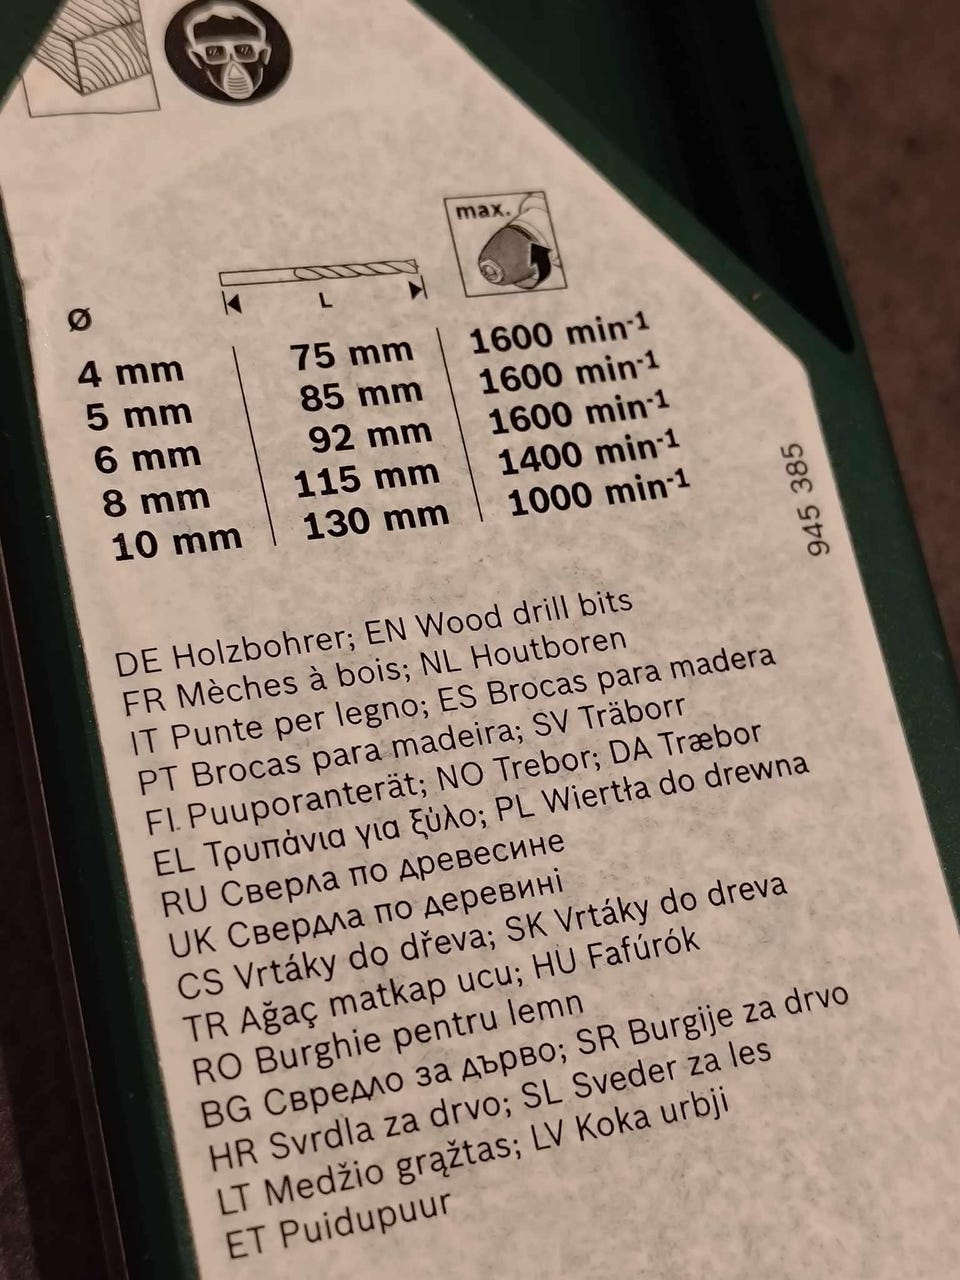 max.
Ø
L
4 mm 75 mm 1600 min-1
5 mm 85 mm 1600 min-1
6 mm 92 mm 1600 min-1
8 mm 115 mm 1400 min-1
10 mm 130 mm 1000 min-1
945 385
DE Holzbohrer; EN Wood drill bits
FR Mèches à bois; NL Houtboren
IT Punte per legno; ES Brocas para madera
PT Brocas para madeira; SV Träborr
FI Puuporanterät; NO Trebor; DA Træbor
EL Τρυπάνια για ξύλο; PL Wiertła do drewna
RU Сверла по древесине
UK Свердла по деревині
CS Vrtáky do dřeva; SK Vrtáky do dreva
TR Ağaç matkap ucu; HU Fafúrók
RO Burghie pentru lemn
BG Свредло за дърво; SR Burgije za drvo
HR Svrdla za drvo; SL Sveder za les
LT Medžio grąžtas; LV Koka urbji
ET Puidupuur